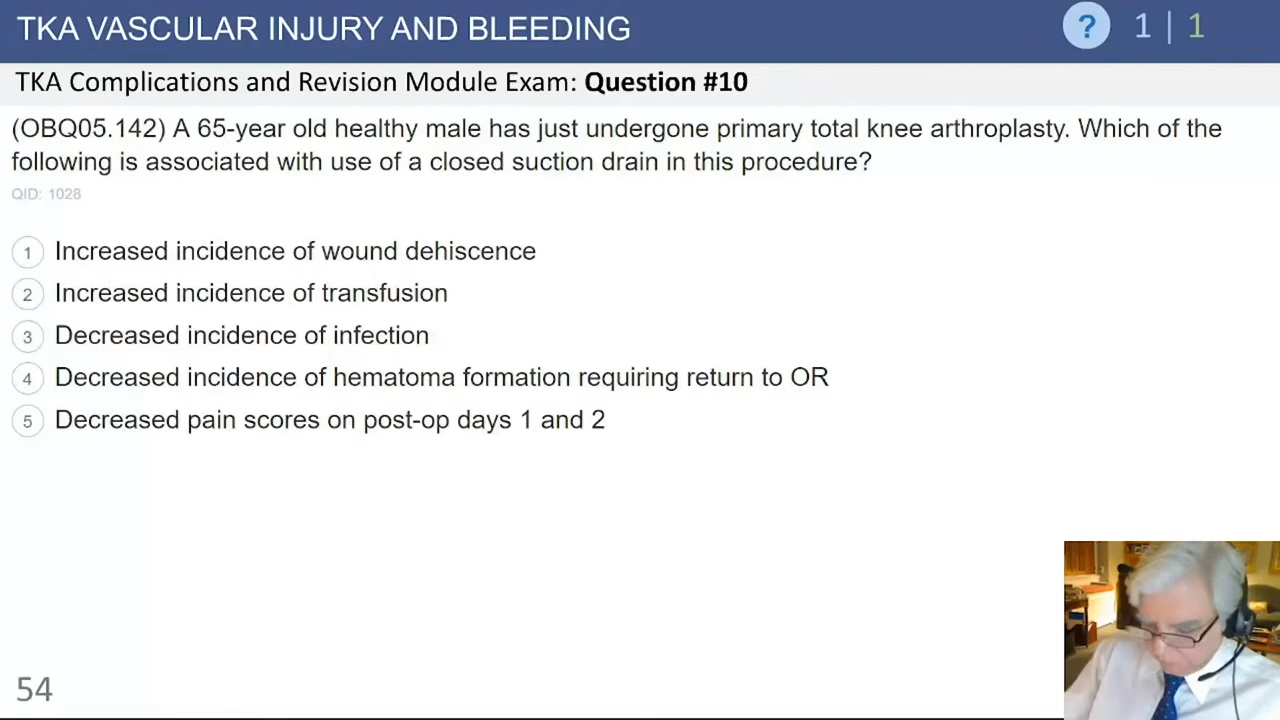 TKA VASCULAR INJURY AND BLEEDING
? 1 | 1
TKA Complications and Revision Module Exam: Question #10
(OBQ05.142) A 65-year old healthy male has just undergone primary total knee arthroplasty. Which of the
following is associated with use of a closed suction drain in this procedure?
QID: 1028
1 Increased incidence of wound dehiscence
2 Increased incidence of transfusion
3 Decreased incidence of infection
4 Decreased incidence of hematoma formation requiring return to OR
5 Decreased pain scores on post-op days 1 and 2
54